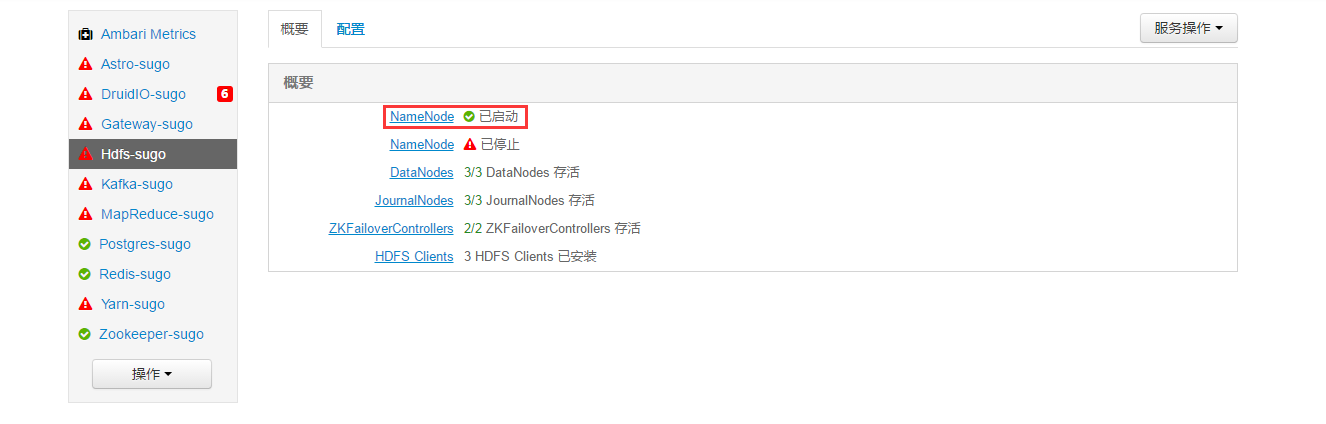 Ambari Metrics
Astro-sugo
DruidIO-sugo 6
Gateway-sugo
Hdfs-sugo
Kafka-sugo
MapReduce-sugo
Postgres-sugo
Redis-sugo
Yarn-sugo
Zookeeper-sugo
操作
概要 配置
服务操作
概要
NameNode 已启动
NameNode 已停止
DataNodes 3/3 DataNodes 存活
JournalNodes 3/3 JournalNodes 存活
ZKFailoverControllers 2/2 ZKFailoverControllers 存活
HDFS Clients 3 HDFS Clients 已安装